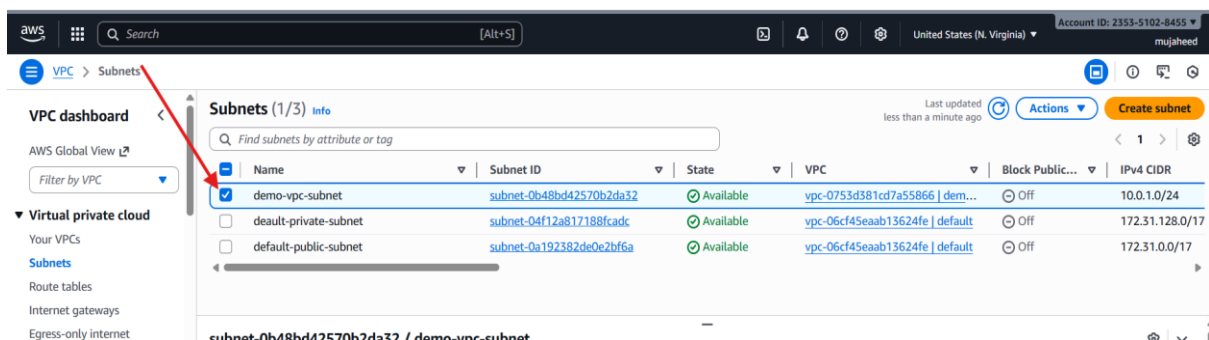 aws Search [Alt+S] United States (N. Virginia) Account ID: 2353-5102-8455
mujaheed
VPC > Subnets
VPC dashboard
AWS Global View
Filter by VPC
Virtual private cloud
Your VPCs
Subnets
Route tables
Internet gateways
Egress-only internet
Subnets (1/3) Info
Last updated
less than a minute ago
Actions
Create subnet
Find subnets by attribute or tag
1
Name Subnet ID State VPC Block Public... IPv4 CIDR
demo-vpc-subnet subnet-0b48bd42570b2da32 Available vpc-0753d381cd7a55866 | dem... Off 10.0.1.0/24
deault-private-subnet subnet-04f12a817188fcadc Available vpc-06cf45eaab13624fe | default Off 172.31.128.0/17
default-public-subnet subnet-0a192382de0e2bf6a Available vpc-06cf45eaab13624fe | default Off 172.31.0.0/17
subnet-0b48bd42570b2da32 / demo-vpc-subnet